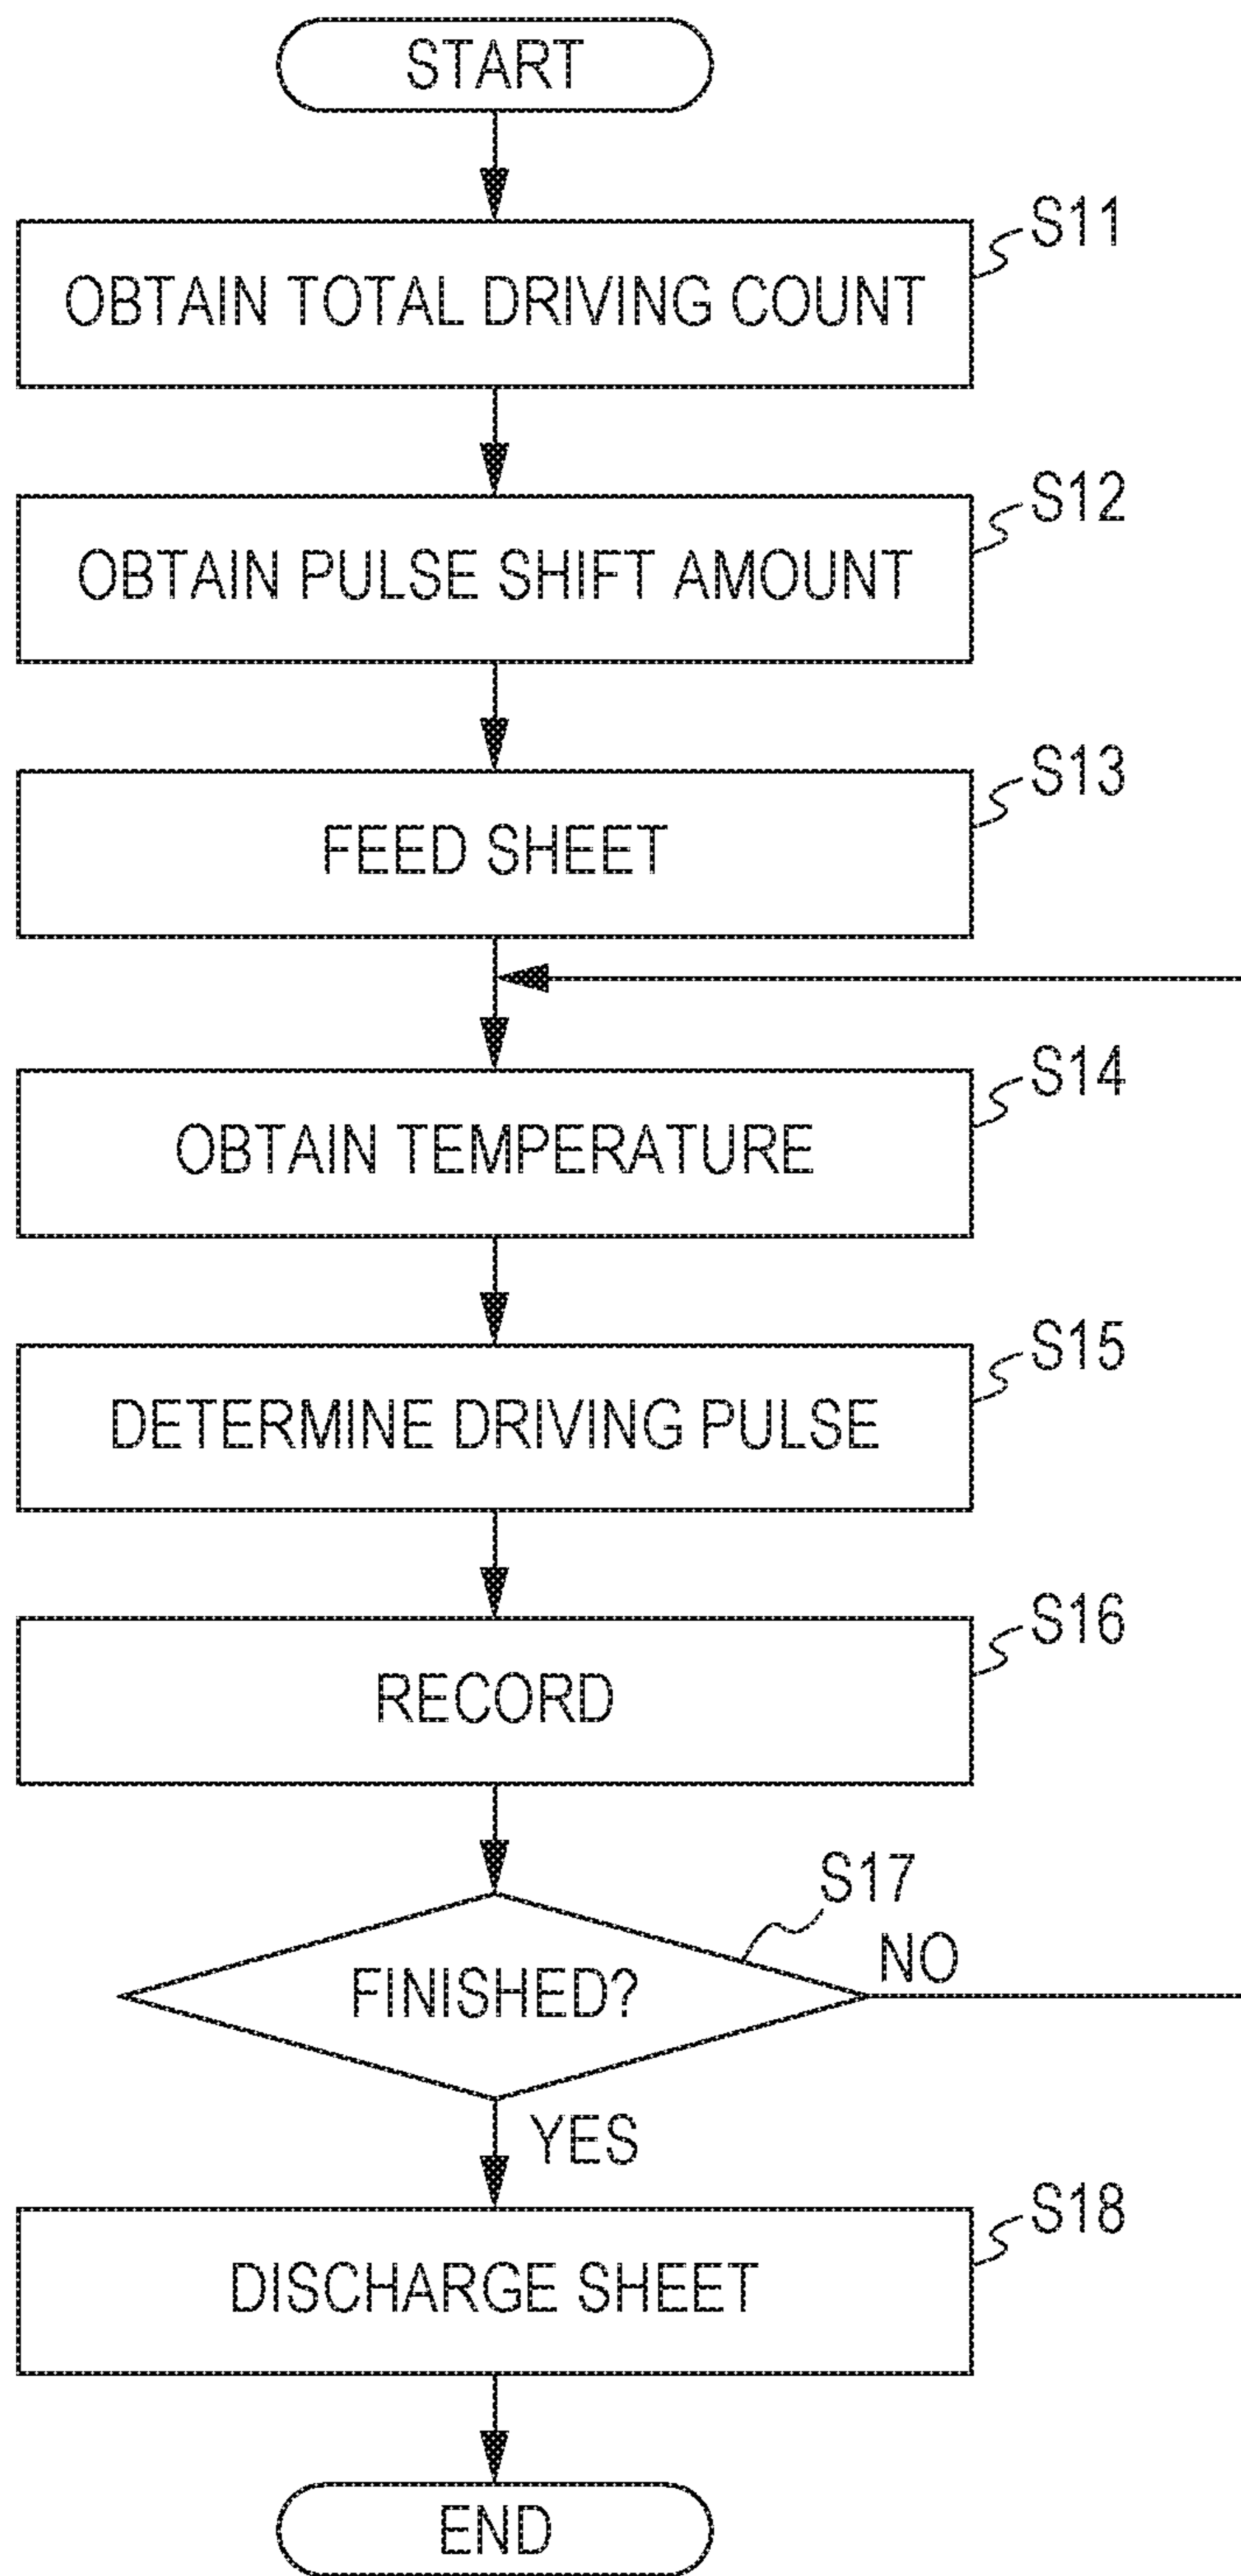 START
S11
OBTAIN TOTAL DRIVING COUNT
S12
OBTAIN PULSE SHIFT AMOUNT
S13
FEED SHEET
S14
OBTAIN TEMPERATURE
S15
DETERMINE DRIVING PULSE
S16
RECORD
S17
FINISHED?
NO
YES
S18
DISCHARGE SHEET
END